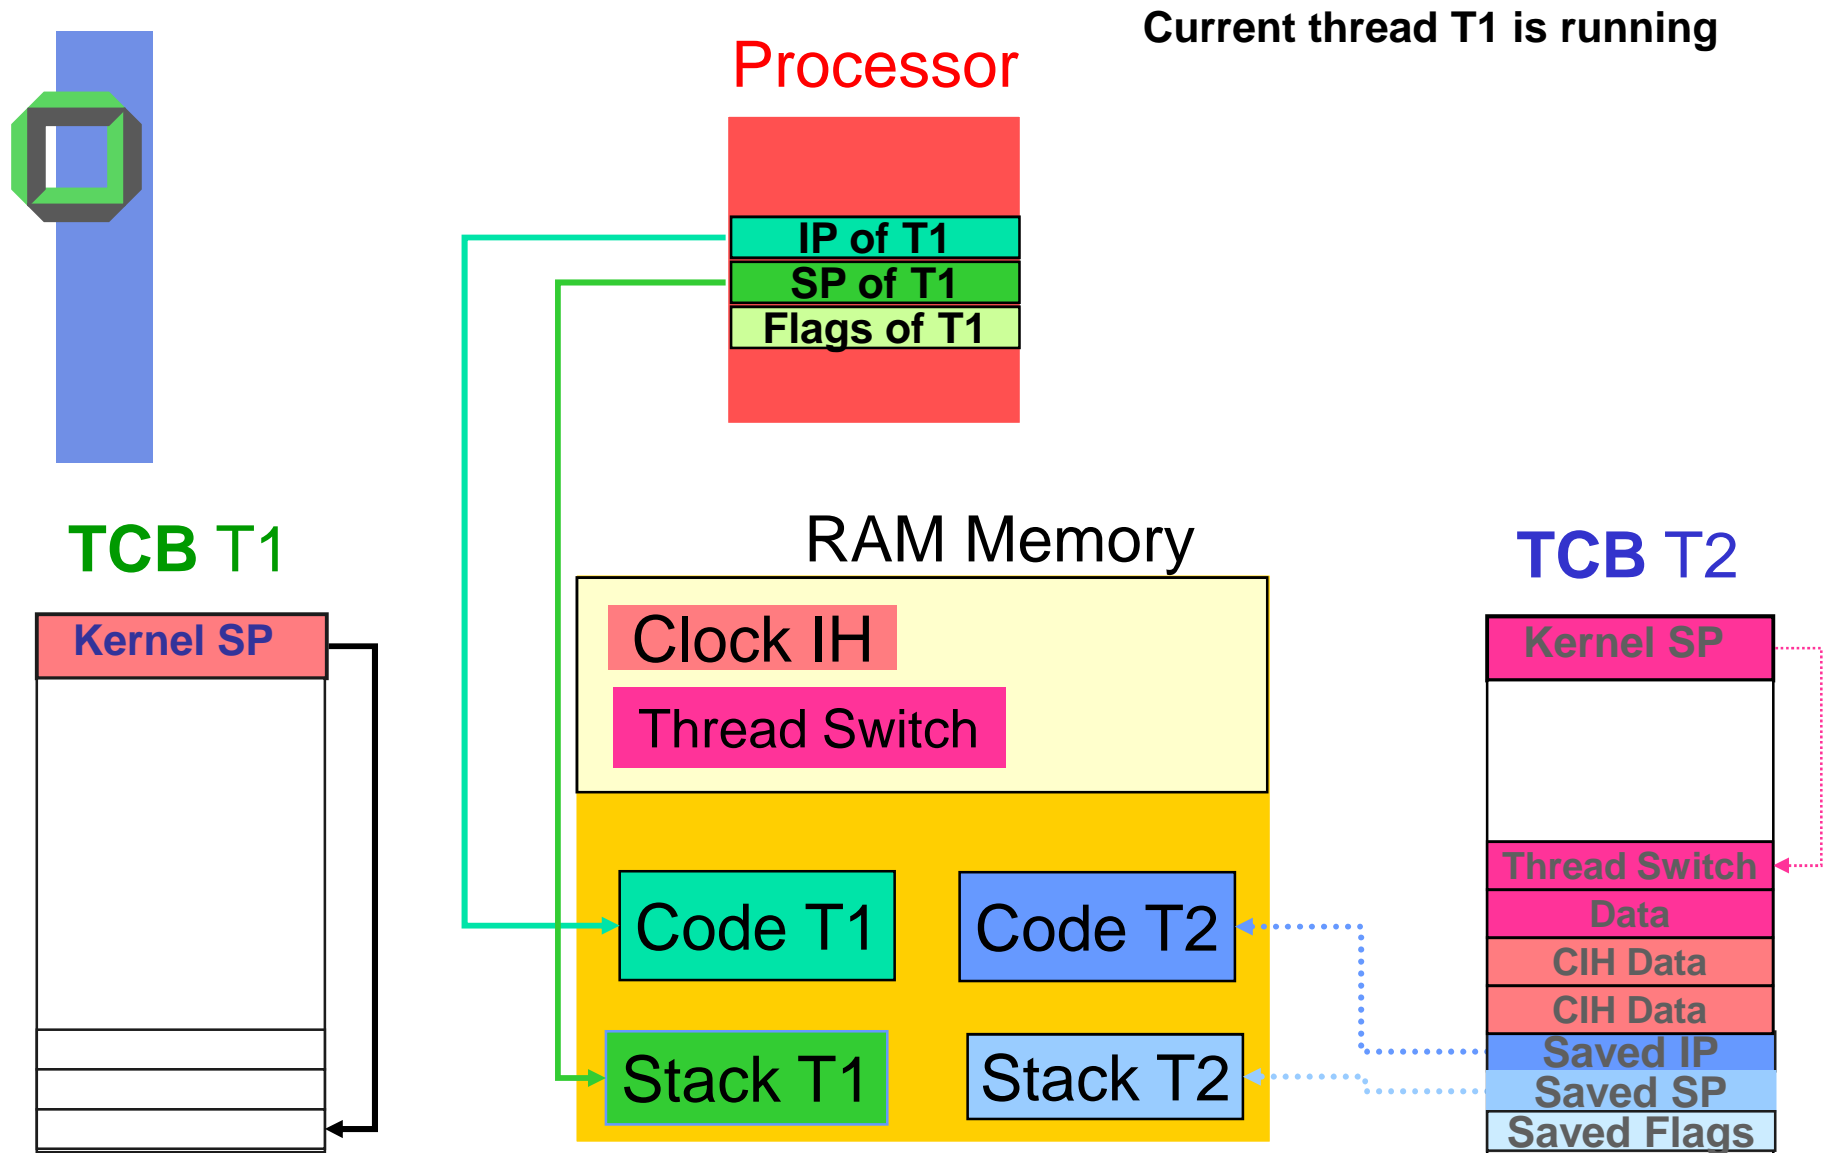 Current thread T1 is running
Processor
IP of T1
SP of T1
Flags of T1
TCB T1
RAM Memory
TCB T2
Kernel SP
Clock IH
Thread Switch
Kernel SP
Thread Switch
Data
CIH Data
CIH Data
Saved IP
Saved SP
Saved Flags
Code T1
Code T2
Stack T1
Stack T2